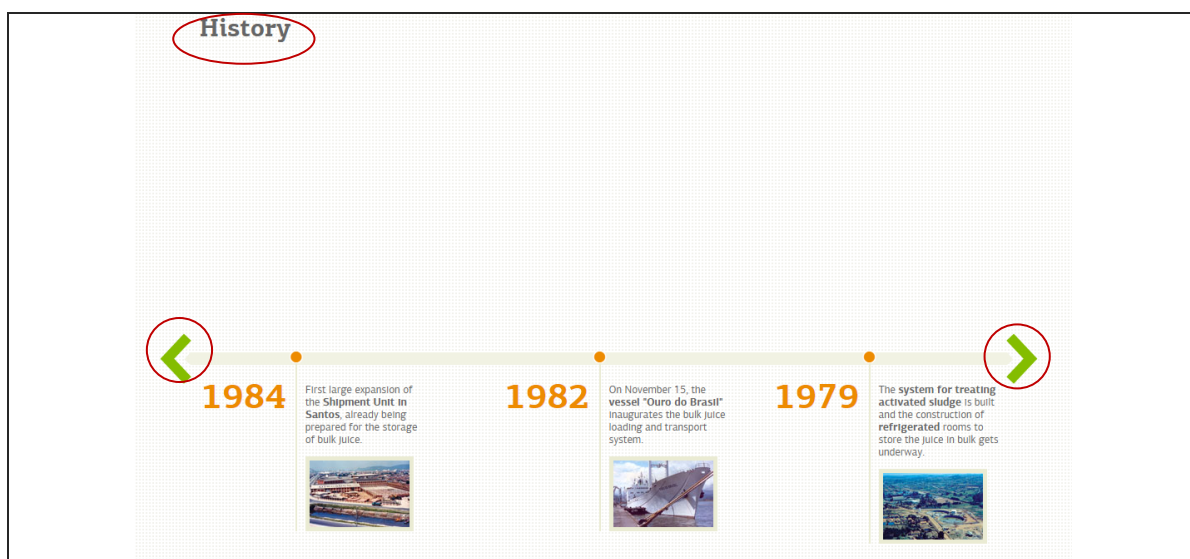 History
1984
First large expansion of
the Shipment Unit in
Santos, already being
prepared for the storage
of bulk juice.
1982
On November 15, the
vessel "Ouro do Brasil"
inaugurates the bulk juice
loading and transport
system.
1979
The system for treating
activated sludge is built
and the construction of
refrigerated rooms to
store the juice in bulk gets
underway.